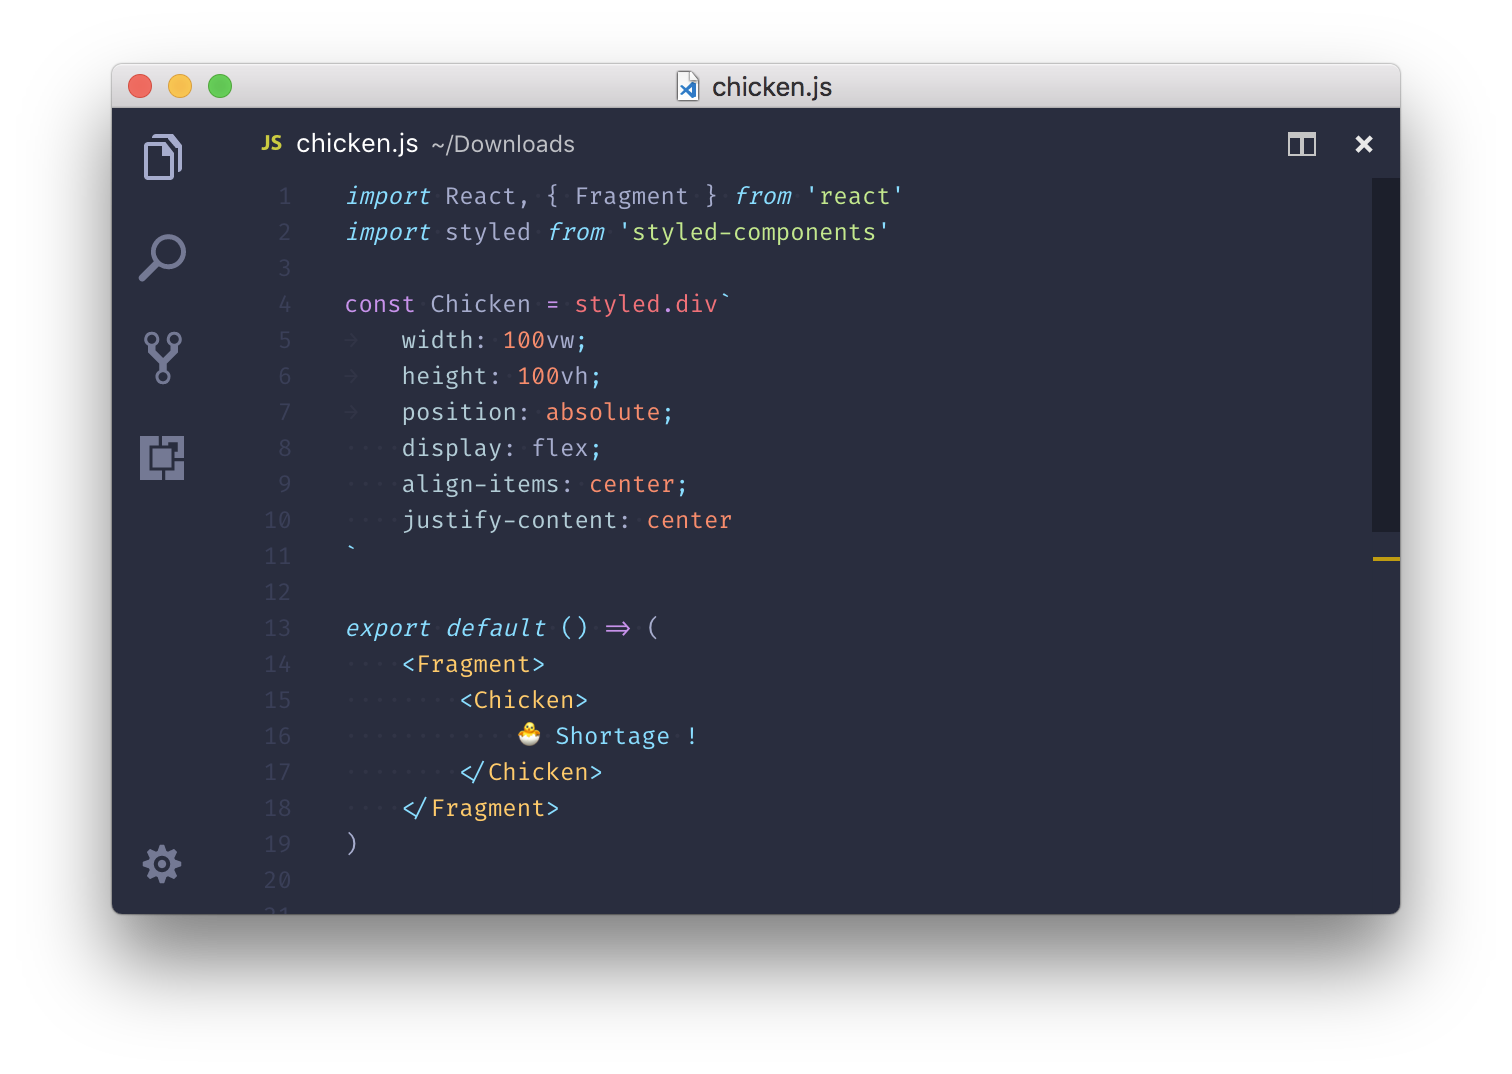 chicken.js
JS chicken.js ~/Downloads
1 import React, { Fragment } from 'react'
2 import styled from 'styled-components'
3
4 const Chicken = styled.div`
5 width: 100vw;
6 height: 100vh;
7 position: absolute;
8 display: flex;
9 align-items: center;
10 justify-content: center
11 `
12
13 export default () => (
14 <Fragment>
15 <Chicken>
16 🐣 Shortage !
17 </Chicken>
18 </Fragment>
19 )
20